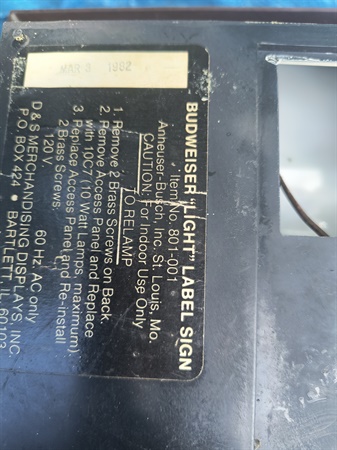 BUDWEISER "LIGHT" LABEL SIGN
Item No. 801-001
Anheuser-Busch, Inc. St. Louis, Mo.
CAUTION: For Indoor Use Only
TO RELAMP
1. Remove 2 Brass Screws on Back.
2. Remove Access Panel and Replace
with 10C7 (10 Watt Lamps, maximum)
3. Replace Access Panel and Re-install
2 Brass Screws.
120 V. 60 Hz AC only
D & S MERCHANDISING DISPLAYS, INC.
P.O. BOX 424 • BARTLETT, IL 60103
MAR 1982